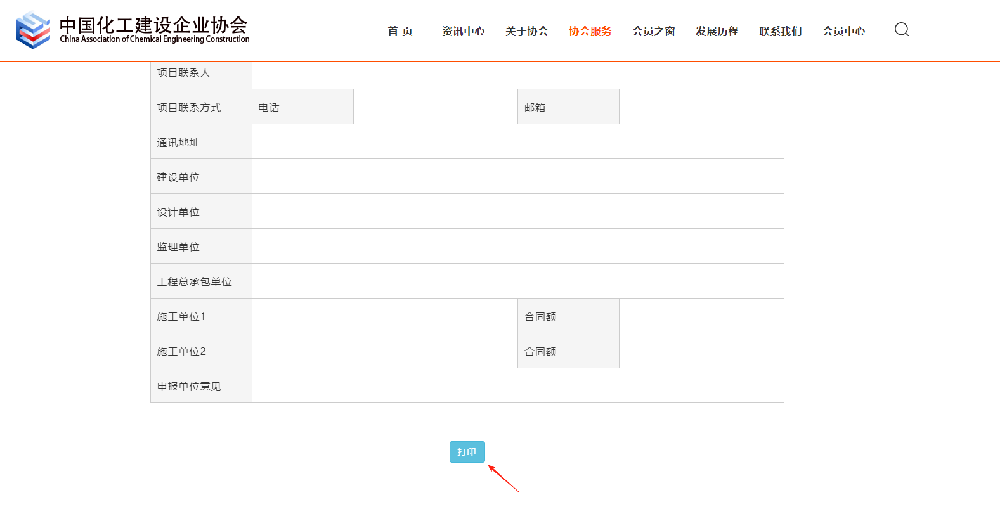 中国化工建设企业协会
China Association of Chemical Engineering Construction
首 页 资讯中心 关于协会 协会服务 会员之窗 发展历程 联系我们 会员中心
项目联系人
项目联系方式 电话 邮箱
通讯地址
建设单位
设计单位
监理单位
工程总承包单位
施工单位1 合同额
施工单位2 合同额
申报单位意见
打印